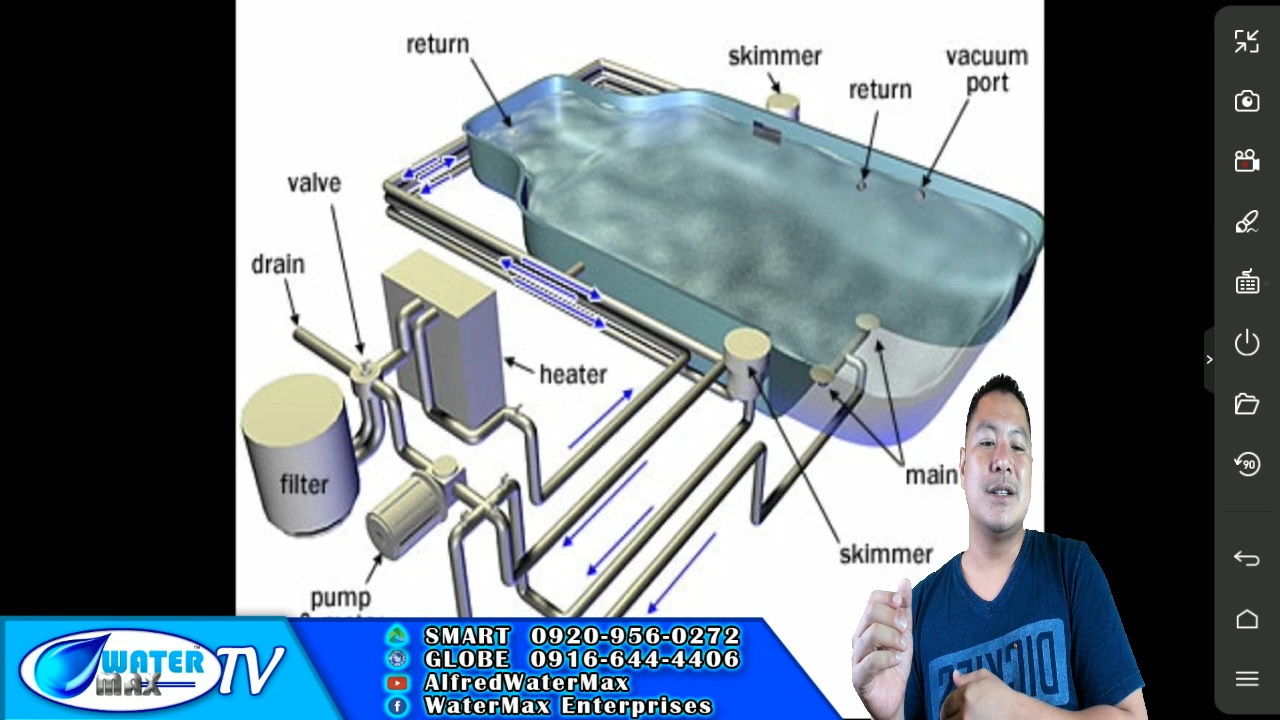 return
skimmer
vacuum
port
return
valve
drain
heater
filter
main
skimmer
pump
WATER
MAX
TV
SMART 0920-956-0272
GLOBE 0916-644-4406
AlfredWaterMax
WaterMax Enterprises
90